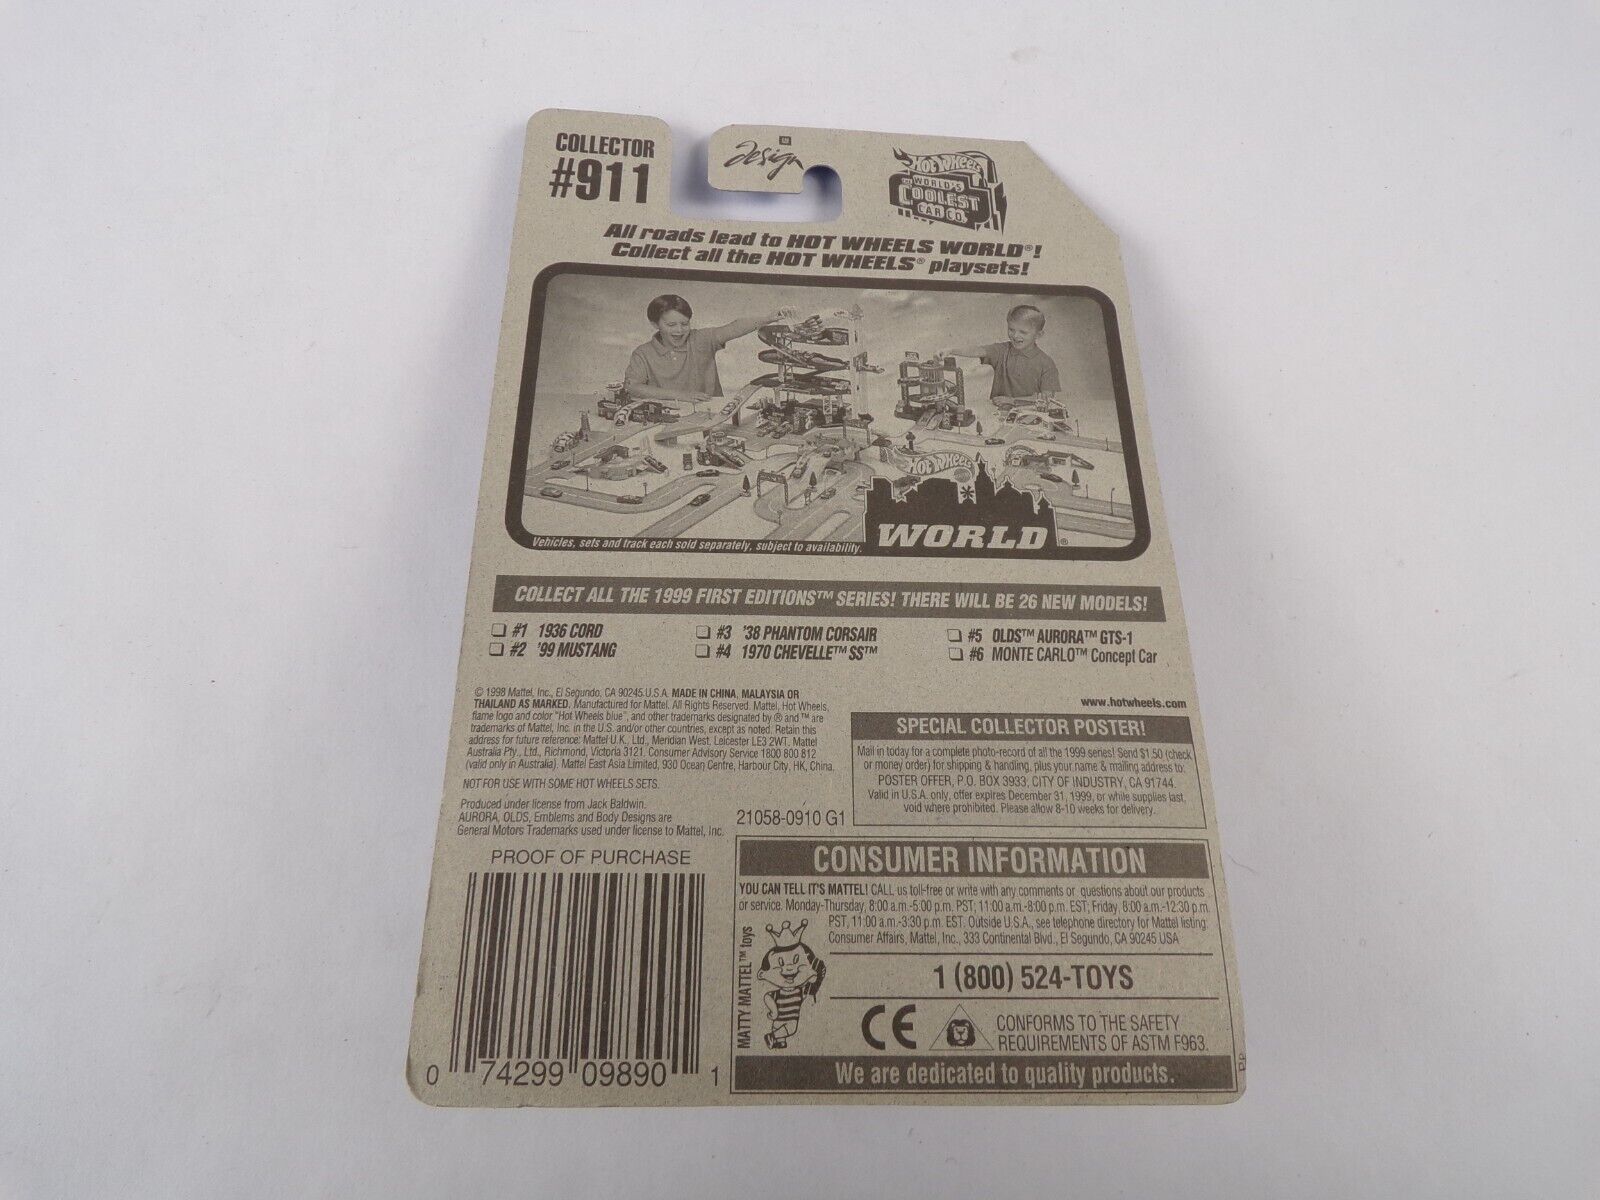 COLLECTOR
#911
GM
Design
HOT WHEELS
THE WORLD'S
COOLEST
CAR CO.
All roads lead to HOT WHEELS WORLD®!
Collect all the HOT WHEELS® playsets!
HOT WHEELS
WORLD®
Vehicles, sets and track each sold separately, subject to availability.
COLLECT ALL THE 1999 FIRST EDITIONS™ SERIES! THERE WILL BE 26 NEW MODELS!
#1 1936 CORD
#2 '99 MUSTANG
#3 '38 PHANTOM CORSAIR
#4 1970 CHEVELLE™ SS™
#5 OLDS™ AURORA™ GTS-1
#6 MONTE CARLO™ Concept Car
© 1998 Mattel, Inc., El Segundo, CA 90245 U.S.A. MADE IN CHINA, MALAYSIA OR
THAILAND AS MARKED. Manufactured for Mattel. All Rights Reserved. Mattel, Hot Wheels,
flame logo and color "Hot Wheels blue", and other trademarks designated by ® and ™ are
trademarks of Mattel, Inc. in the U.S. and/or other countries, except as noted. Retain this
address for future reference: Mattel U.K., Ltd., Meridian West, Leicester LE3 2WT. Mattel
Australia Pty., Ltd., Richmond, Victoria 3121. Consumer Advisory Service 1800 800 812
(valid only in Australia). Mattel East Asia Limited, 930 Ocean Centre, Harbour City, HK, China.
NOT FOR USE WITH SOME HOT WHEELS SETS.
Produced under license from Jack Baldwin.
AURORA, OLDS, Emblems and Body Designs are
General Motors Trademarks used under license to Mattel, Inc.
21058-0910 G1
www.hotwheels.com
SPECIAL COLLECTOR POSTER!
Mail in today for a complete photo-record of all the 1999 series! Send $1.50 (check
or money order) for shipping & handling, plus your name & mailing address to:
POSTER OFFER, P.O. BOX 3933, CITY OF INDUSTRY, CA 91744.
Valid in U.S.A. only, offer expires December 31, 1999, or while supplies last,
void where prohibited. Please allow 8-10 weeks for delivery.
PROOF OF PURCHASE
0 74299 09890 1
CONSUMER INFORMATION
YOU CAN TELL IT'S MATTEL! CALL us toll-free or write with any comments or questions about our products
or service. Monday-Thursday, 8:00 a.m.-5:00 p.m. PST; 11:00 a.m.-8:00 p.m. EST; Friday, 8:00 a.m.-12:30 p.m.
PST, 11:00 a.m.-3:30 p.m. EST. Outside U.S.A., see telephone directory for Mattel listing.
Consumer Affairs, Mattel, Inc., 333 Continental Blvd., El Segundo, CA 90245 USA
MATTY MATTEL™ toys
1 (800) 524-TOYS
CE
CONFORMS TO THE SAFETY
REQUIREMENTS OF ASTM F963.
We are dedicated to quality products.